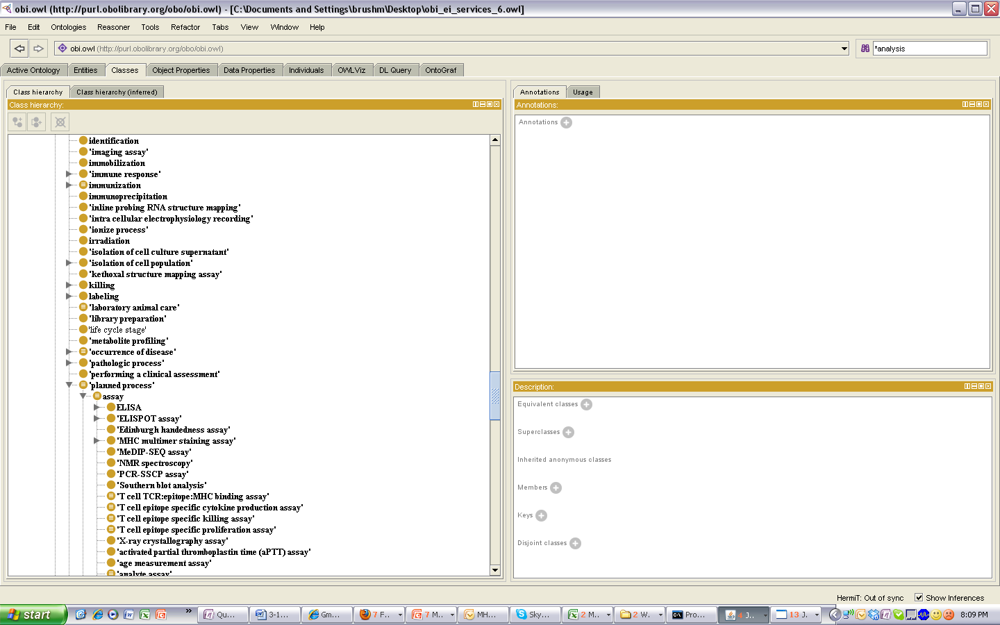 obi.owl (http://purl.obolibrary.org/obo/obi.owl) - [C:\Documents and Settings\brushm\Desktop\obi_ei_services_6.owl]
File Edit Ontologies Reasoner Tools Refactor Tabs View Window Help
obi.owl (http://purl.obolibrary.org/obo/obi.owl)
*analysis
Active Ontology Entities Classes Object Properties Data Properties Individuals OWLViz DL Query OntoGraf
Class hierarchy Class hierarchy (inferred)
Class hierarchy:
identification
'imaging assay'
immobilization
'immune response'
immunization
immunoprecipitation
'inline probing RNA structure mapping'
'intra cellular electrophysiology recording'
'ionize process'
irradiation
'isolation of cell culture supernatant'
'isolation of cell population'
'kethoxal structure mapping assay'
killing
labeling
'laboratory animal care'
'library preparation'
'life cycle stage'
'metabolite profiling'
'occurrence of disease'
'pathologic process'
'performing a clinical assessment'
'planned process'
assay
ELISA
'ELISPOT assay'
'Edinburgh handedness assay'
'MHC multimer staining assay'
'MeDIP-SEQ assay'
'NMR spectroscopy'
'PCR-SSCP assay'
'Southern blot analysis'
'T cell TCR:epitope:MHC binding assay'
'T cell epitope specific cytokine production assay'
'T cell epitope specific killing assay'
'T cell epitope specific proliferation assay'
'X-ray crystallography assay'
'activated partial thromboplastin time (aPTT) assay'
'age measurement assay'
'analyte assay'
Annotations Usage
Annotations:
Annotations
Description:
Equivalent classes
Superclasses
Inherited anonymous classes
Members
Keys
Disjoint classes
HermiT: Out of sync Show Inferences
start » Qu... 3-1... Gm... 7 F... 7 M... MH... Sky... 2 M... 2 W... Pro... 4 J... 13 J... 8:09 PM